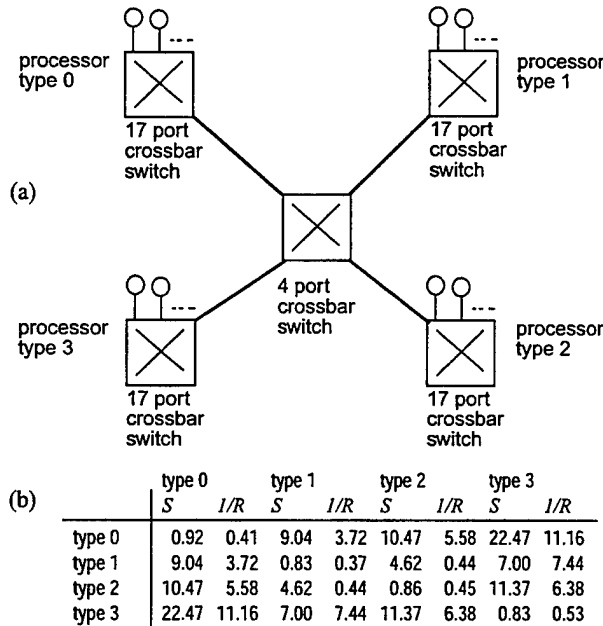 processor
type 0
17 port
crossbar
switch
processor
type 1
17 port
crossbar
switch
(a)
4 port
crossbar
switch
processor
type 3
17 port
crossbar
switch
processor
type 2
17 port
crossbar
switch
(b)
type 0 type 1 type 2 type 3
S 1/R S 1/R S 1/R S 1/R
type 0 0.92 0.41 9.04 3.72 10.47 5.58 22.47 11.16
type 1 9.04 3.72 0.83 0.37 4.62 0.44 7.00 7.44
type 2 10.47 5.58 4.62 0.44 0.86 0.45 11.37 6.38
type 3 22.47 11.16 7.00 7.44 11.37 6.38 0.83 0.53